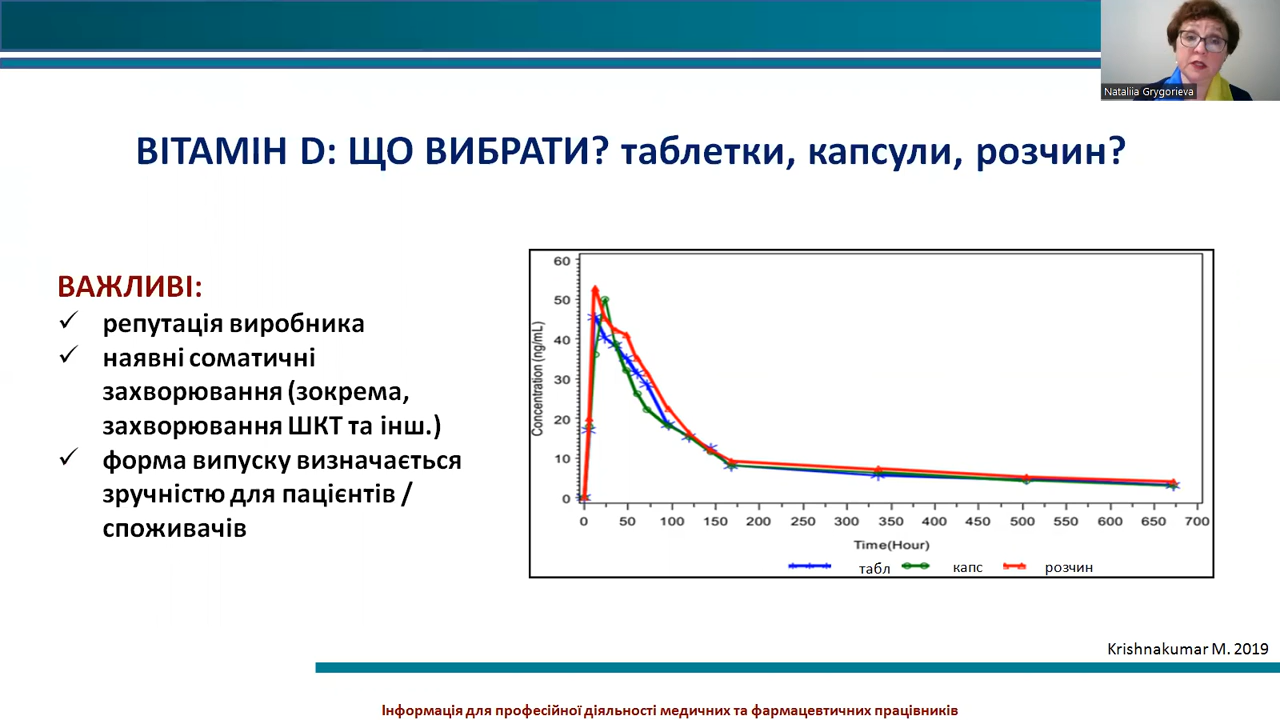 Nataliia Grygorieva
ВІТАМІН D: ЩО ВИБРАТИ? таблетки, капсули, розчин?
ВАЖЛИВІ:
✓ репутація виробника
✓ наявні соматичні
захворювання (зокрема,
захворювання ШКТ та інш.)
✓ форма випуску визначається
зручністю для пацієнтів /
споживачів
Concentration (ng/mL)
60
50
40
30
20
10
0
0 50 100 150 200 250 300 350 400 450 500 550 600 650 700
Time(Hour)
табл капс розчин
Krishnakumar M. 2019
Інформація для професійної діяльності медичних та фармацевтичних працівників